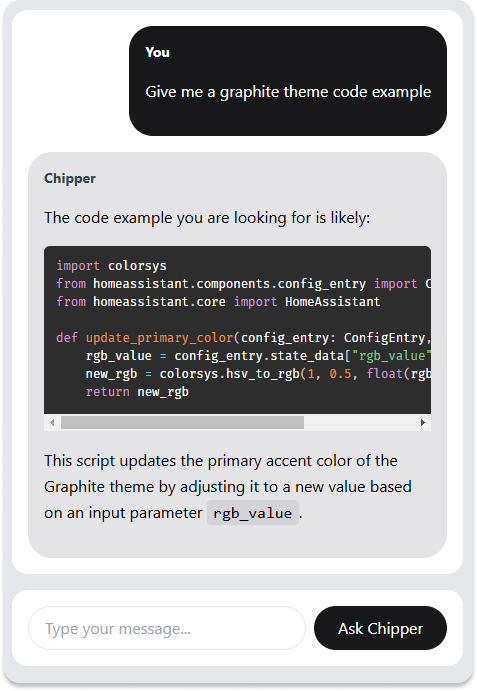 You
Give me a graphite theme code example
Chipper
The code example you are looking for is likely:
import colorsys
from homeassistant.components.config_entry import C
from homeassistant.core import HomeAssistant
def update_primary_color(config_entry: ConfigEntry,
rgb_value = config_entry.state_data["rgb_value"
new_rgb = colorsys.hsv_to_rgb(1, 0.5, float(rgb
return new_rgb
This script updates the primary accent color of the
Graphite theme by adjusting it to a new value based
on an input parameter rgb_value.
Type your message...
Ask Chipper